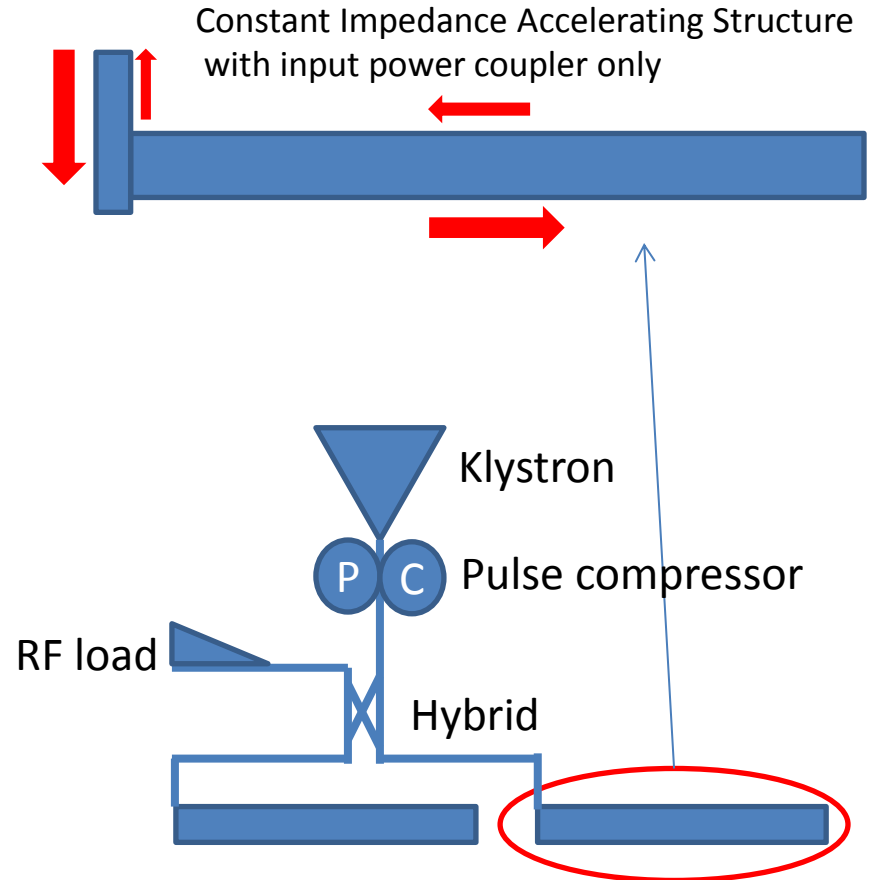 Constant Impedance Accelerating Structure
with input power coupler only
Klystron
P C Pulse compressor
RF load
Hybrid